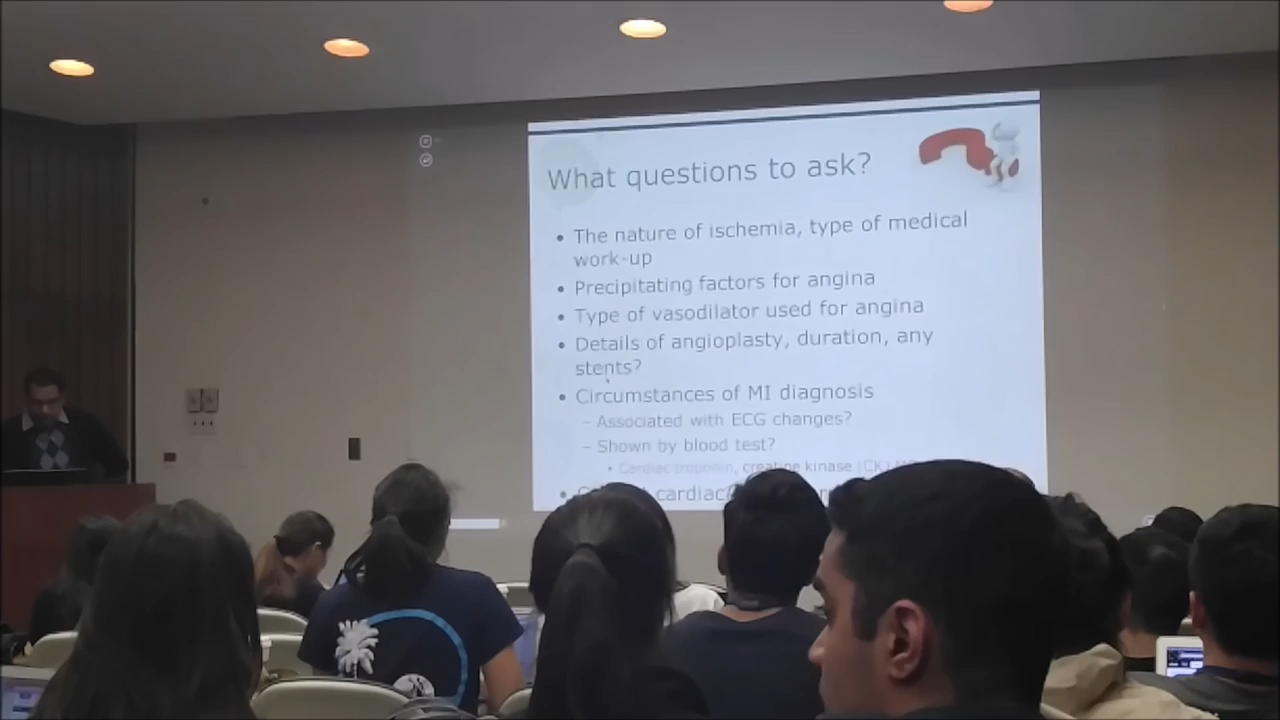 What questions to ask?
• The nature of ischemia, type of medical
work-up
• Precipitating factors for angina
• Type of vasodilator used for angina
• Details of angioplasty, duration, any
stents?
• Circumstances of MI diagnosis
– Associated with ECG changes?
– Shown by blood test?
• Cardiac troponin, creatine kinase (CK)
• cardiac